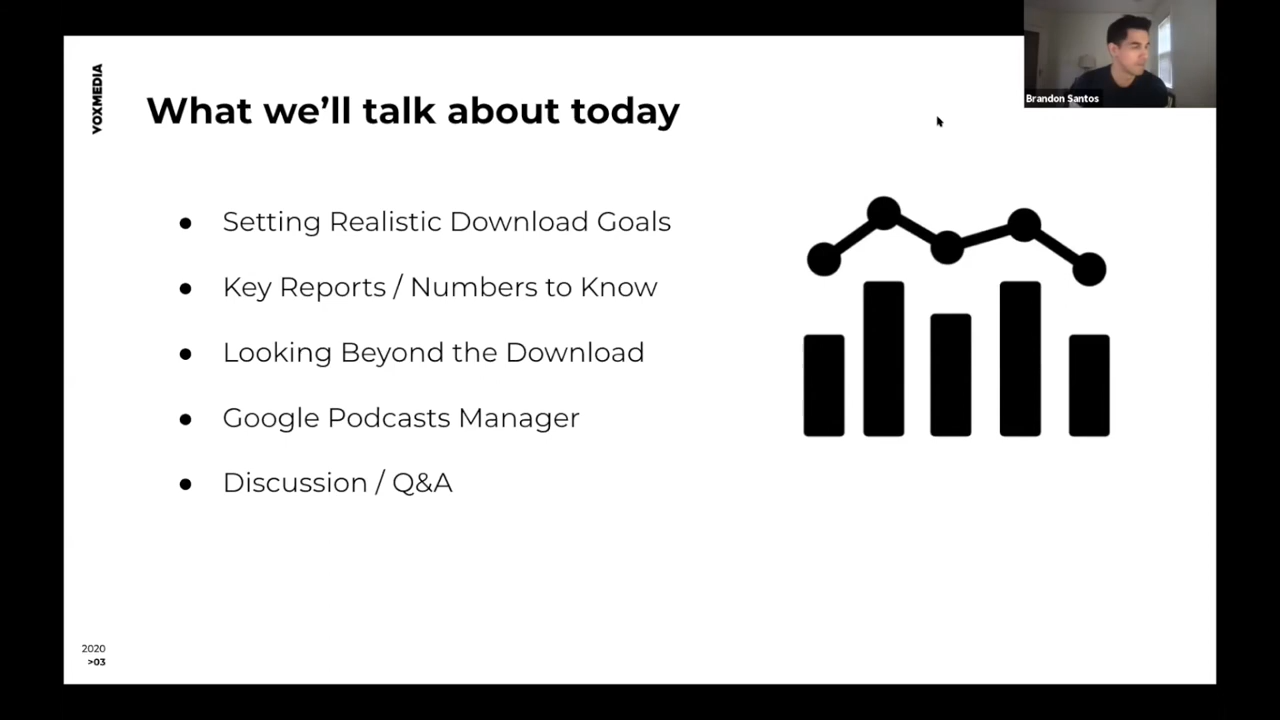 VOXMEDIA
What we’ll talk about today
Brandon Santos
● Setting Realistic Download Goals
● Key Reports / Numbers to Know
● Looking Beyond the Download
● Google Podcasts Manager
● Discussion / Q&A
2020
>03